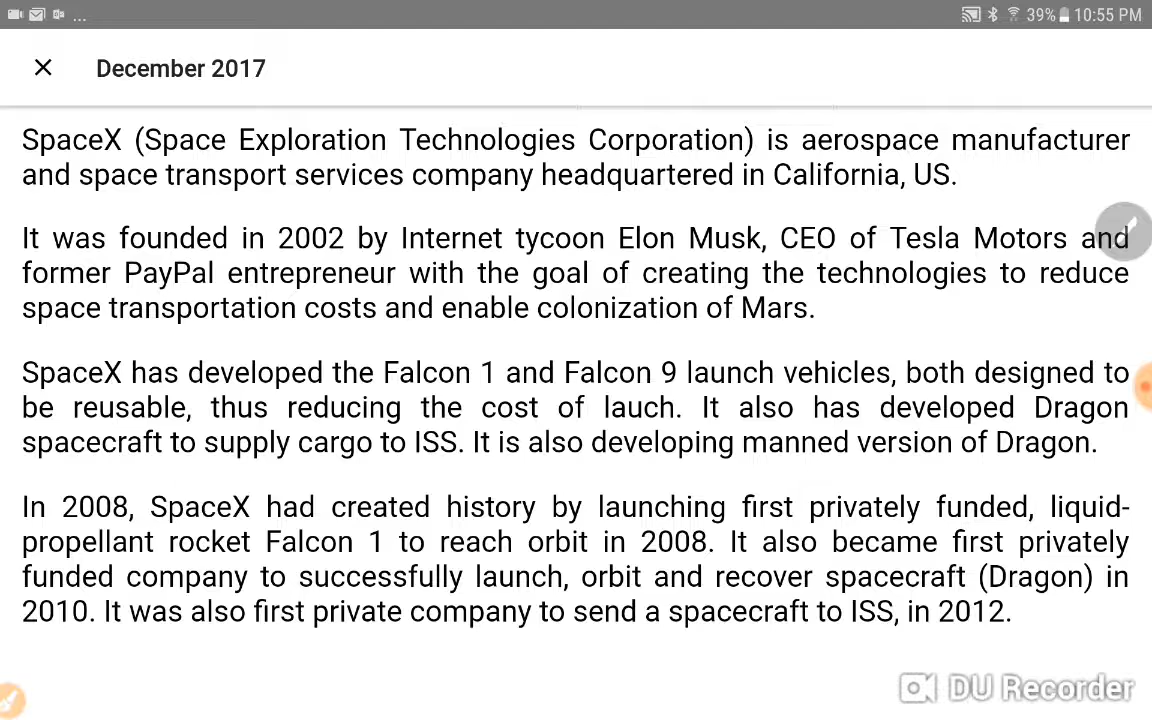 ... 39% 10:55 PM
December 2017
SpaceX (Space Exploration Technologies Corporation) is aerospace manufacturer
and space transport services company headquartered in California, US.
It was founded in 2002 by Internet tycoon Elon Musk, CEO of Tesla Motors and
former PayPal entrepreneur with the goal of creating the technologies to reduce
space transportation costs and enable colonization of Mars.
SpaceX has developed the Falcon 1 and Falcon 9 launch vehicles, both designed to
be reusable, thus reducing the cost of lauch. It also has developed Dragon
spacecraft to supply cargo to ISS. It is also developing manned version of Dragon.
In 2008, SpaceX had created history by launching first privately funded, liquid-
propellant rocket Falcon 1 to reach orbit in 2008. It also became first privately
funded company to successfully launch, orbit and recover spacecraft (Dragon) in
2010. It was also first private company to send a spacecraft to ISS, in 2012.
DU Recorder